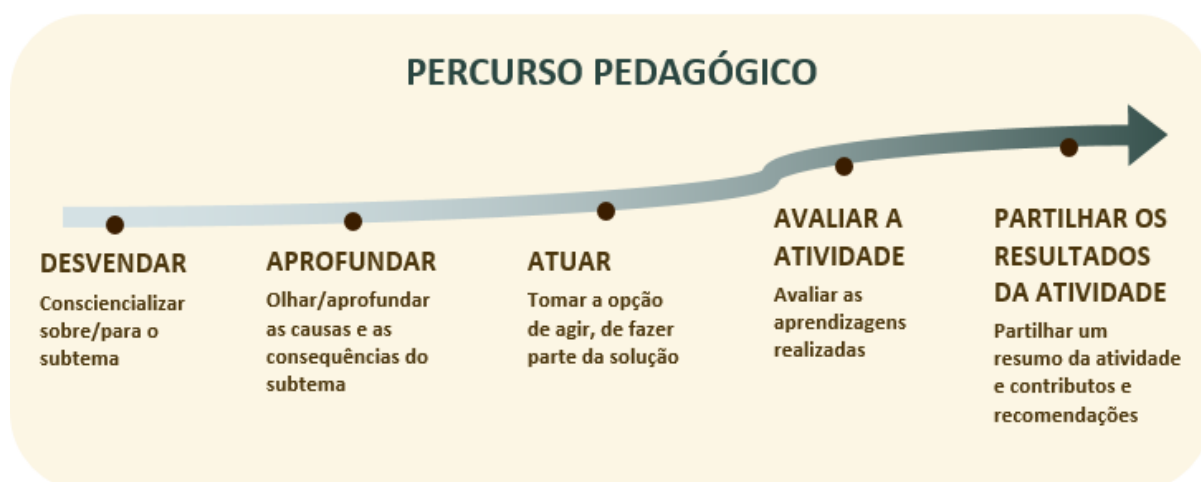 PERCURSO PEDAGÓGICO
DESVENDAR
Consciencializar
sobre/para o
subtema
APROFUNDAR
Olhar/aprofundar
as causas e as
consequências do
subtema
ATUAR
Tomar a opção
de agir, de fazer
parte da solução
AVALIAR A
ATIVIDADE
Avaliar as
aprendizagens
realizadas
PARTILHAR OS
RESULTADOS
DA ATIVIDADE
Partilhar um
resumo da atividade
e contributos e
recomendações